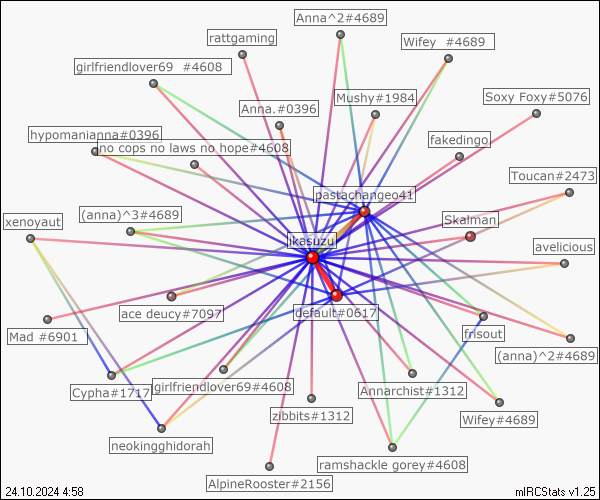 Anna^2#4689
rattgaming
Wifey #4689
girlfriendlover69 #4608
Mushy#1984
Soxy Foxy#5076
Anna.#0396
hypomanianna#0396
fakedingo
no cops no laws no hope#4608
Toucan#2473
pastachangeo41
(anna)^3#4689
xenoyaut
Skalman
ikasuzu
avelicious
ace deucy#7097
default#0617
Mad #6901
frisout
(anna)^2#4689
Cypha#1717
girlfriendlover69#4608
Annarchist#1312
zibbits#1312
Wifey#4689
neokingghidorah
ramshackle gorey#4608
AlpineRooster#2156
24.10.2024 4:58
mIRCStats v1.25